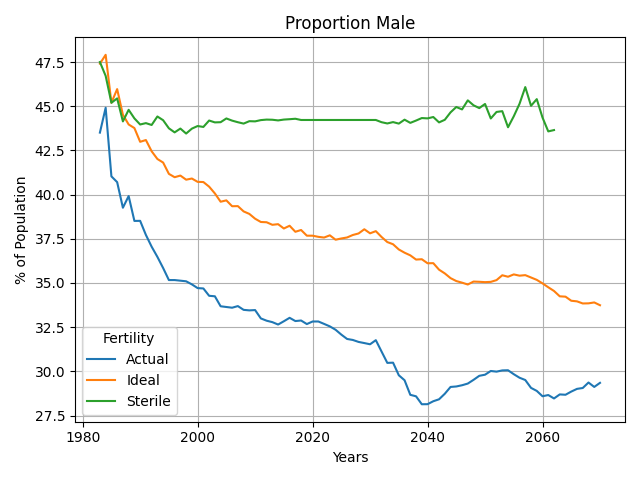 Proportion Male
% of Population
47.5
45.0
42.5
40.0
37.5
35.0
32.5
30.0
27.5
Fertility
Actual
Ideal
Sterile
1980
2000
2020
2040
2060
Years